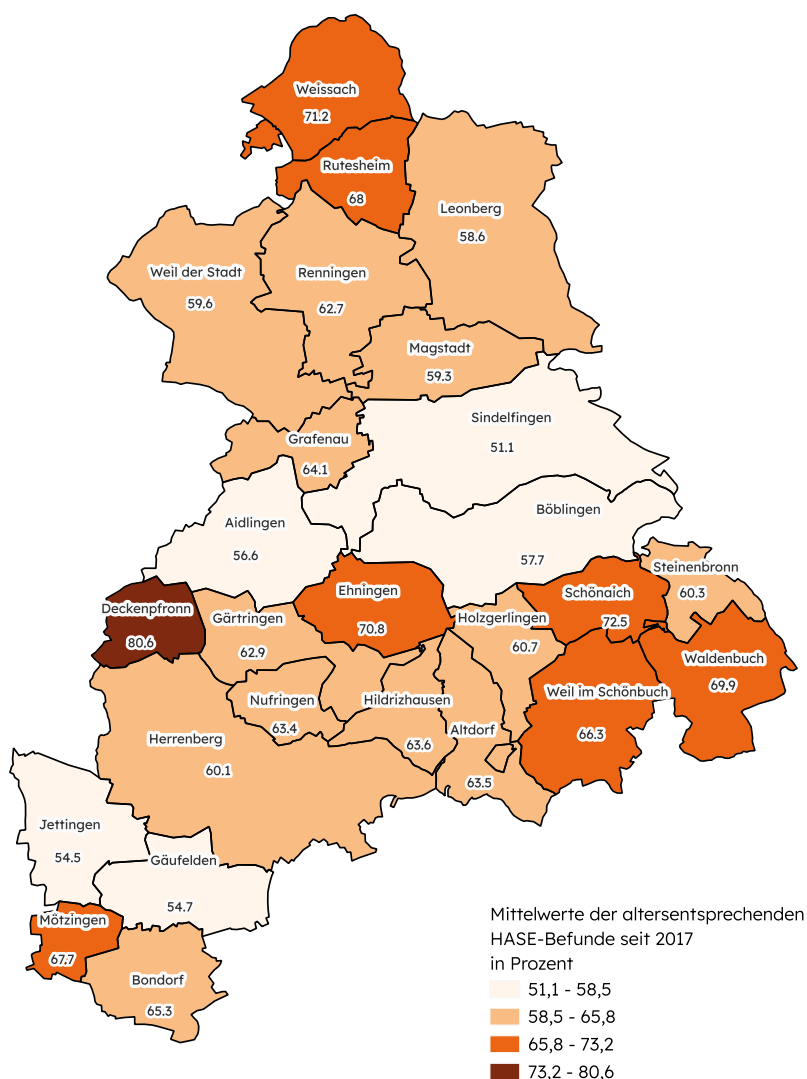 Weissach
71.2
Rutesheim
68
Leonberg
58.6
Weil der Stadt
59.6
Renningen
62.7
Magstadt
59.3
Sindelfingen
51.1
Grafenau
64.1
Böblingen
57.7
Aidlingen
56.6
Steinenbronn
60.3
Ehningen
70.8
Schönaich
72.5
Deckenpfronn
80.6
Gärtringen
62.9
Holzgerlingen
60.7
Waldenbuch
69.9
Weil im Schönbuch
66.3
Nufringen
63.4
Hildrizhausen
63.6
Altdorf
63.5
Herrenberg
60.1
Jettingen
54.5
Gäufelden
54.7
Mötzingen
67.7
Bondorf
65.3
Mittelwerte der altersentsprechenden
HASE-Befunde seit 2017
in Prozent
51,1 - 58,5
58,5 - 65,8
65,8 - 73,2
73,2 - 80,6